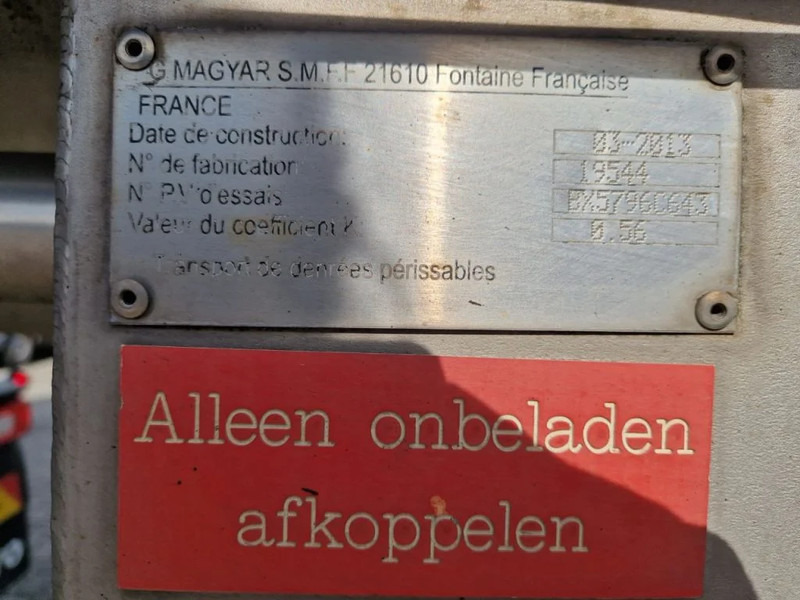 G MAGYAR S.M.F.F 21610 Fontaine Française
FRANCE
Date de construction: 03-2013
N° de fabrication 19544
N° P.V d'essais
Valeur du coefficient K 0.56
Transport de denrées périssables
Alleen onbeladen
afkoppelen